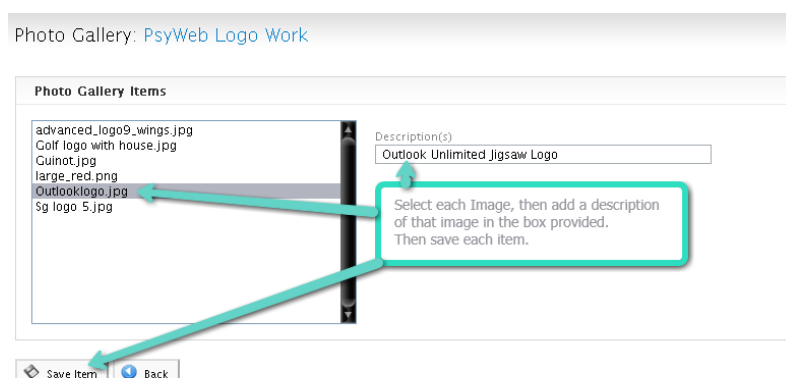 Photo Gallery: PsyWeb Logo Work
Photo Gallery Items
advanced_logo9_wings.jpg
Golf logo with house.jpg
Guinot.jpg
large_red.png
Outlooklogo.jpg
Sg logo 5.jpg
Description(s)
Outlook Unlimited Jigsaw Logo
Select each Image, then add a description
of that image in the box provided.
Then save each item.
Save Item
Back